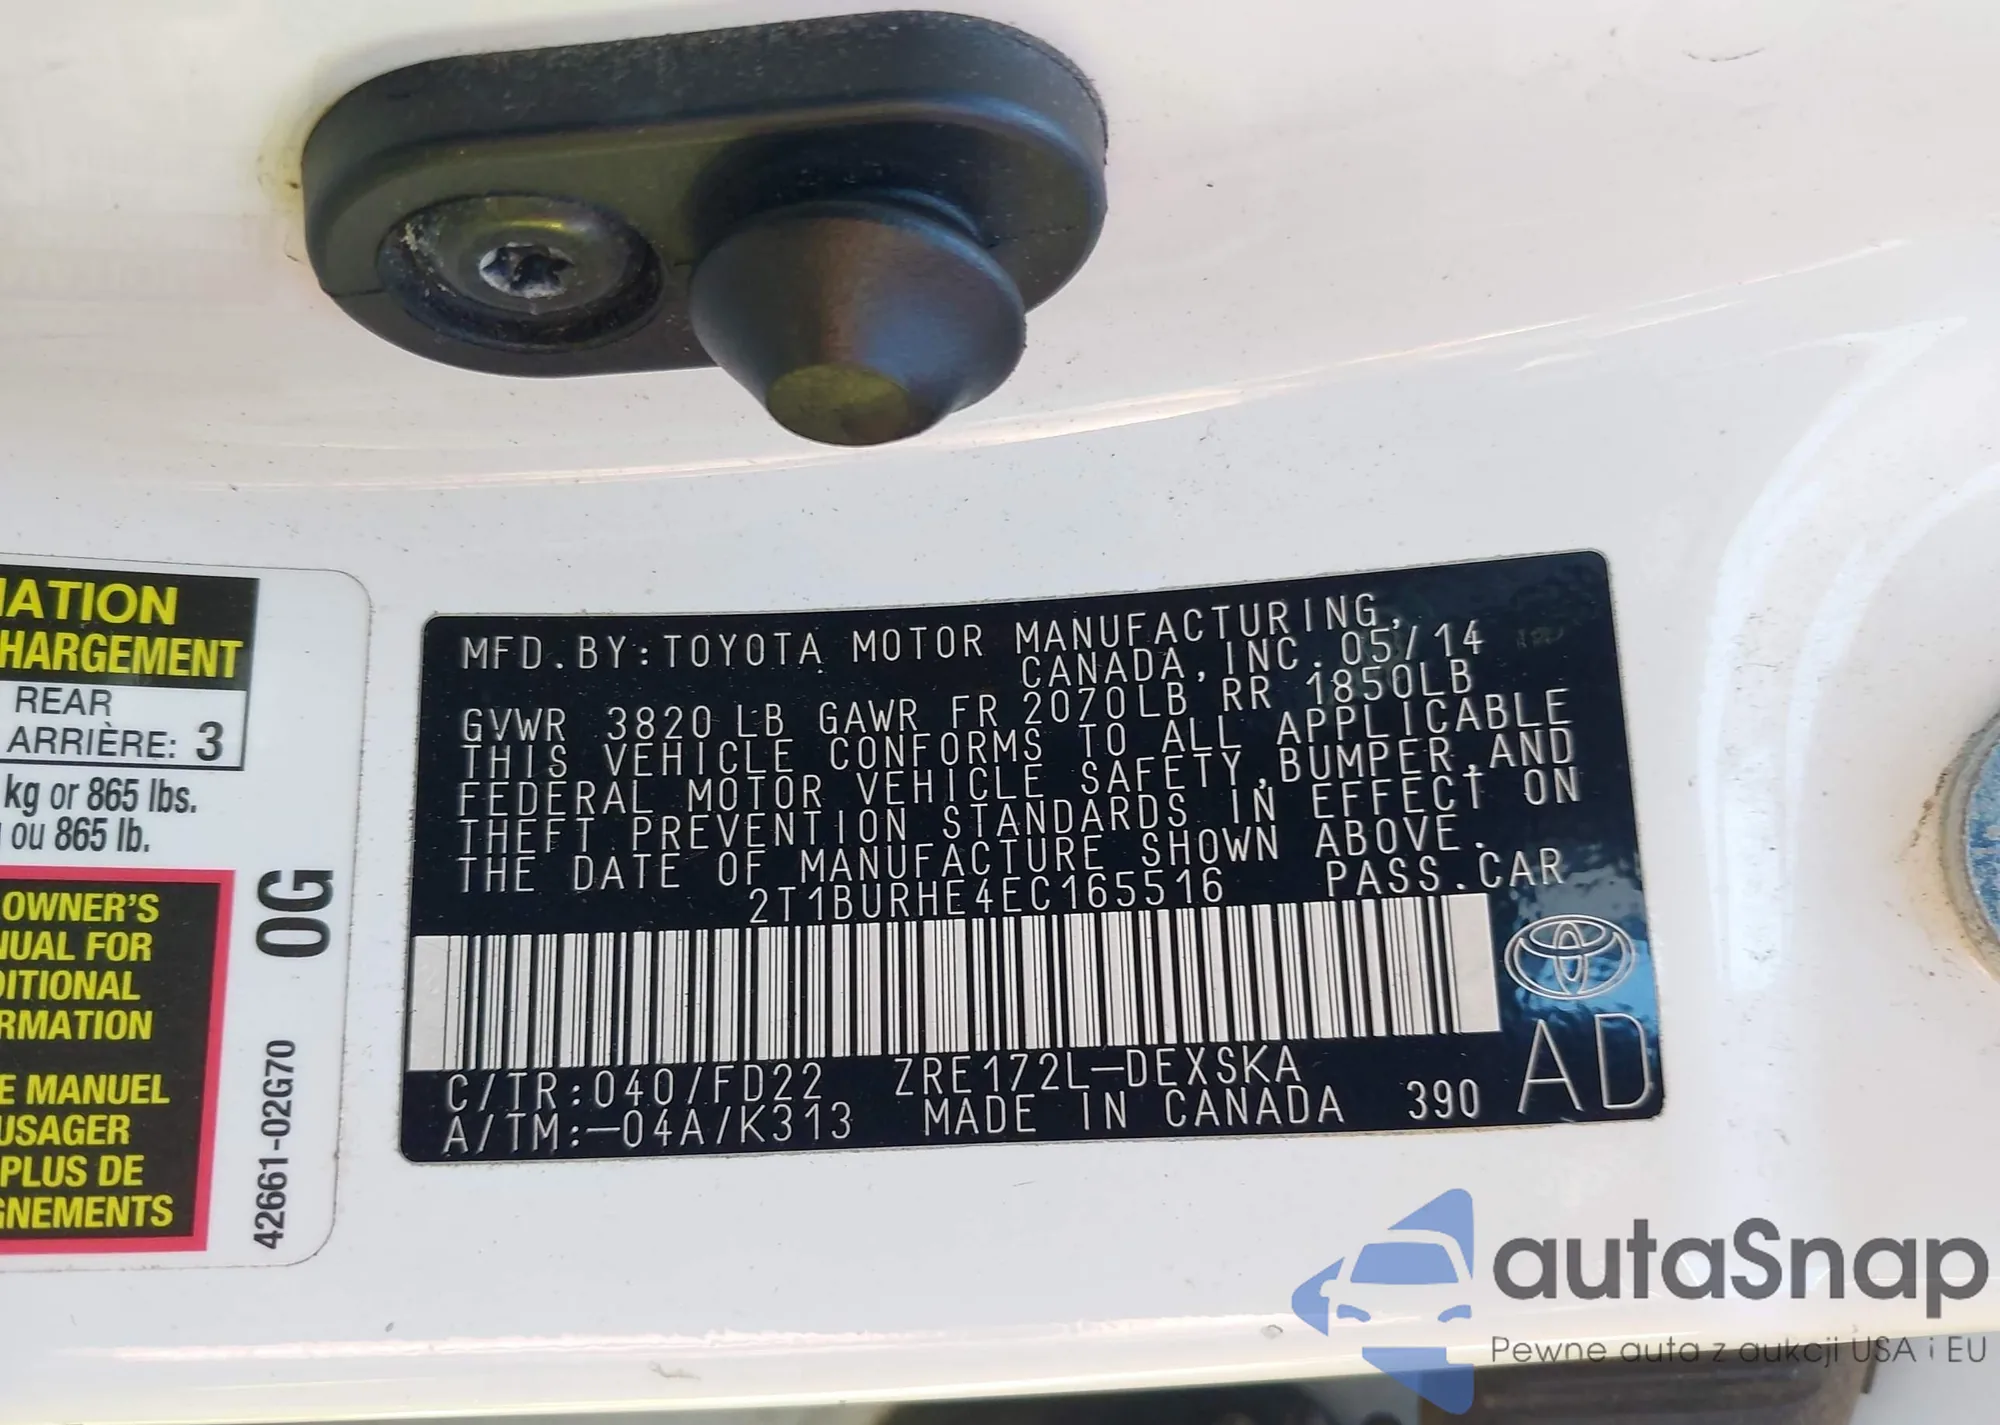 MATION
HARGEMENT
REAR
ARRIÈRE: 3
kg or 865 lbs.
ou 865 lb.
OWNER'S
NUAL FOR
DITIONAL
RMATION
E MANUEL
USAGER
PLUS DE
GNEMENTS
0G
42661-02G70
MFD.BY:TOYOTA MOTOR MANUFACTURING,
CANADA,INC. 05/14
GVWR 3820 LB GAWR FR 2070LB RR 1850LB
THIS VEHICLE CONFORMS TO ALL APPLICABLE
FEDERAL MOTOR VEHICLE SAFETY,BUMPER,AND
THEFT PREVENTION STANDARDS IN EFFECT ON
THE DATE OF MANUFACTURE SHOWN ABOVE.
2T1BURHE4EC165516 PASS.CAR
C/TR:040/FD22 ZRE172L-DEXSKA
A/TM:-04A/K313 MADE IN CANADA 390
AD
autaSnap
Pewne auta z aukcji USA i EU